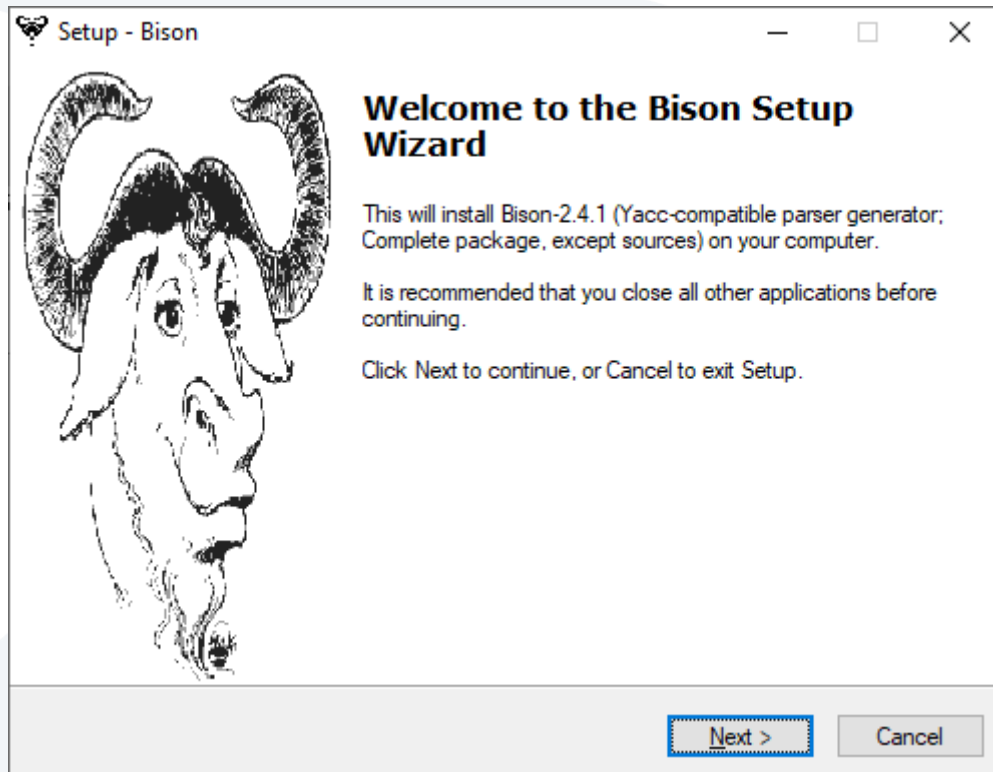 Setup - Bison
Welcome to the Bison Setup
Wizard
This will install Bison-2.4.1 (Yacc-compatible parser generator;
Complete package, except sources) on your computer.
It is recommended that you close all other applications before
continuing.
Click Next to continue, or Cancel to exit Setup.
Next >
Cancel